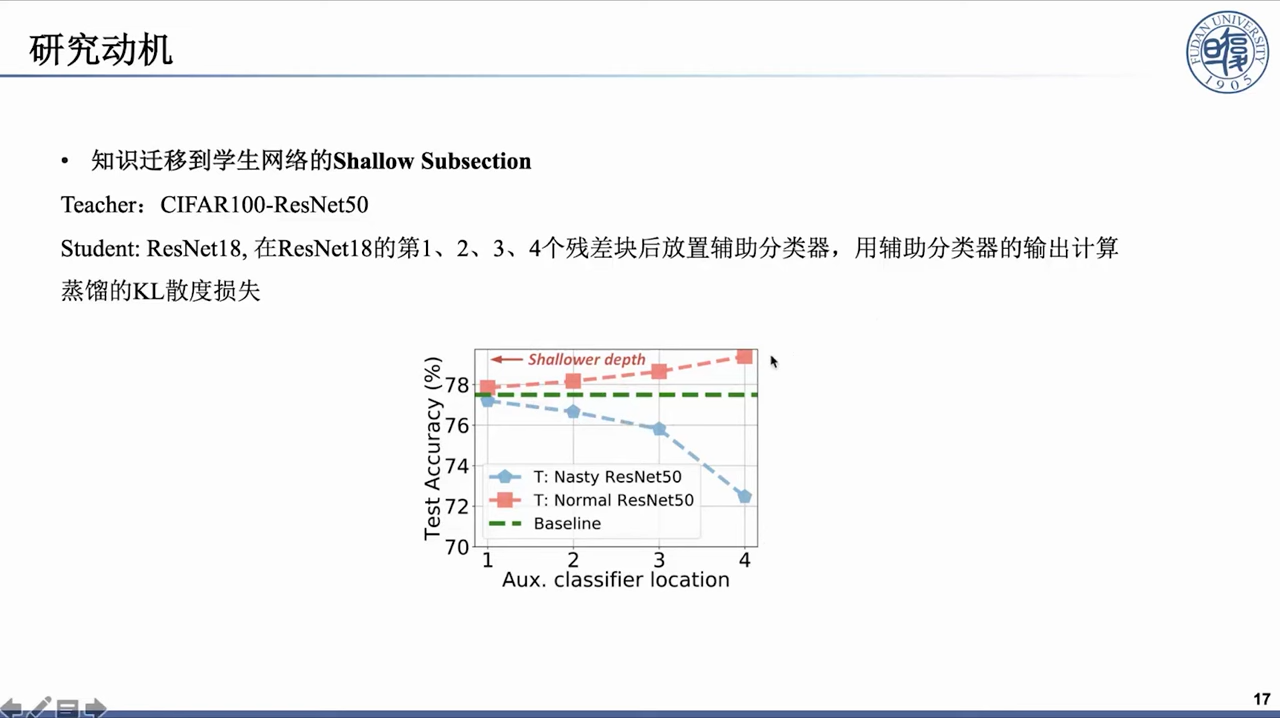 研究动机
FUDAN UNIVERSITY
1905
• 知识迁移到学生网络的Shallow Subsection
Teacher：CIFAR100-ResNet50
Student: ResNet18, 在ResNet18的第1、2、3、4个残差块后放置辅助分类器，用辅助分类器的输出计算
蒸馏的KL散度损失
Shallower depth
Test Accuracy (%)
78
76
74
72
70
T: Nasty ResNet50
T: Normal ResNet50
Baseline
1 2 3 4
Aux. classifier location
17